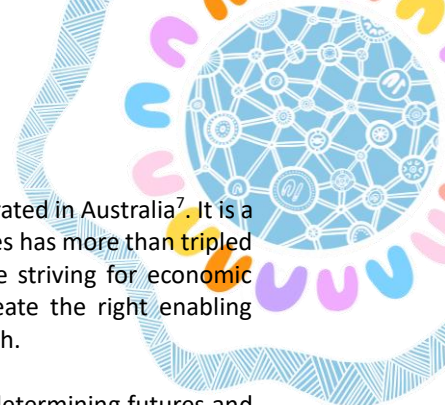 rated in Australia⁷. It is a
es has more than tripled
e striving for economic
eate the right enabling
h.
determining futures and